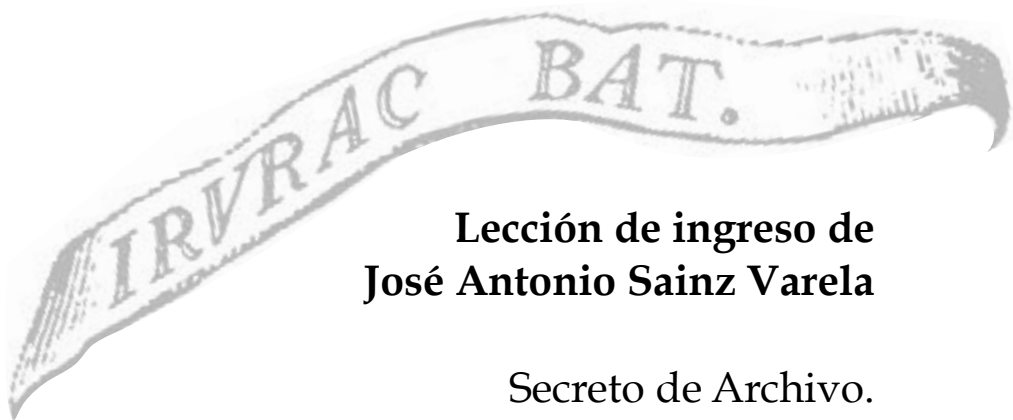 IRVRAC BAT.
Lección de ingreso de
José Antonio Sainz Varela
Secreto de Archivo.